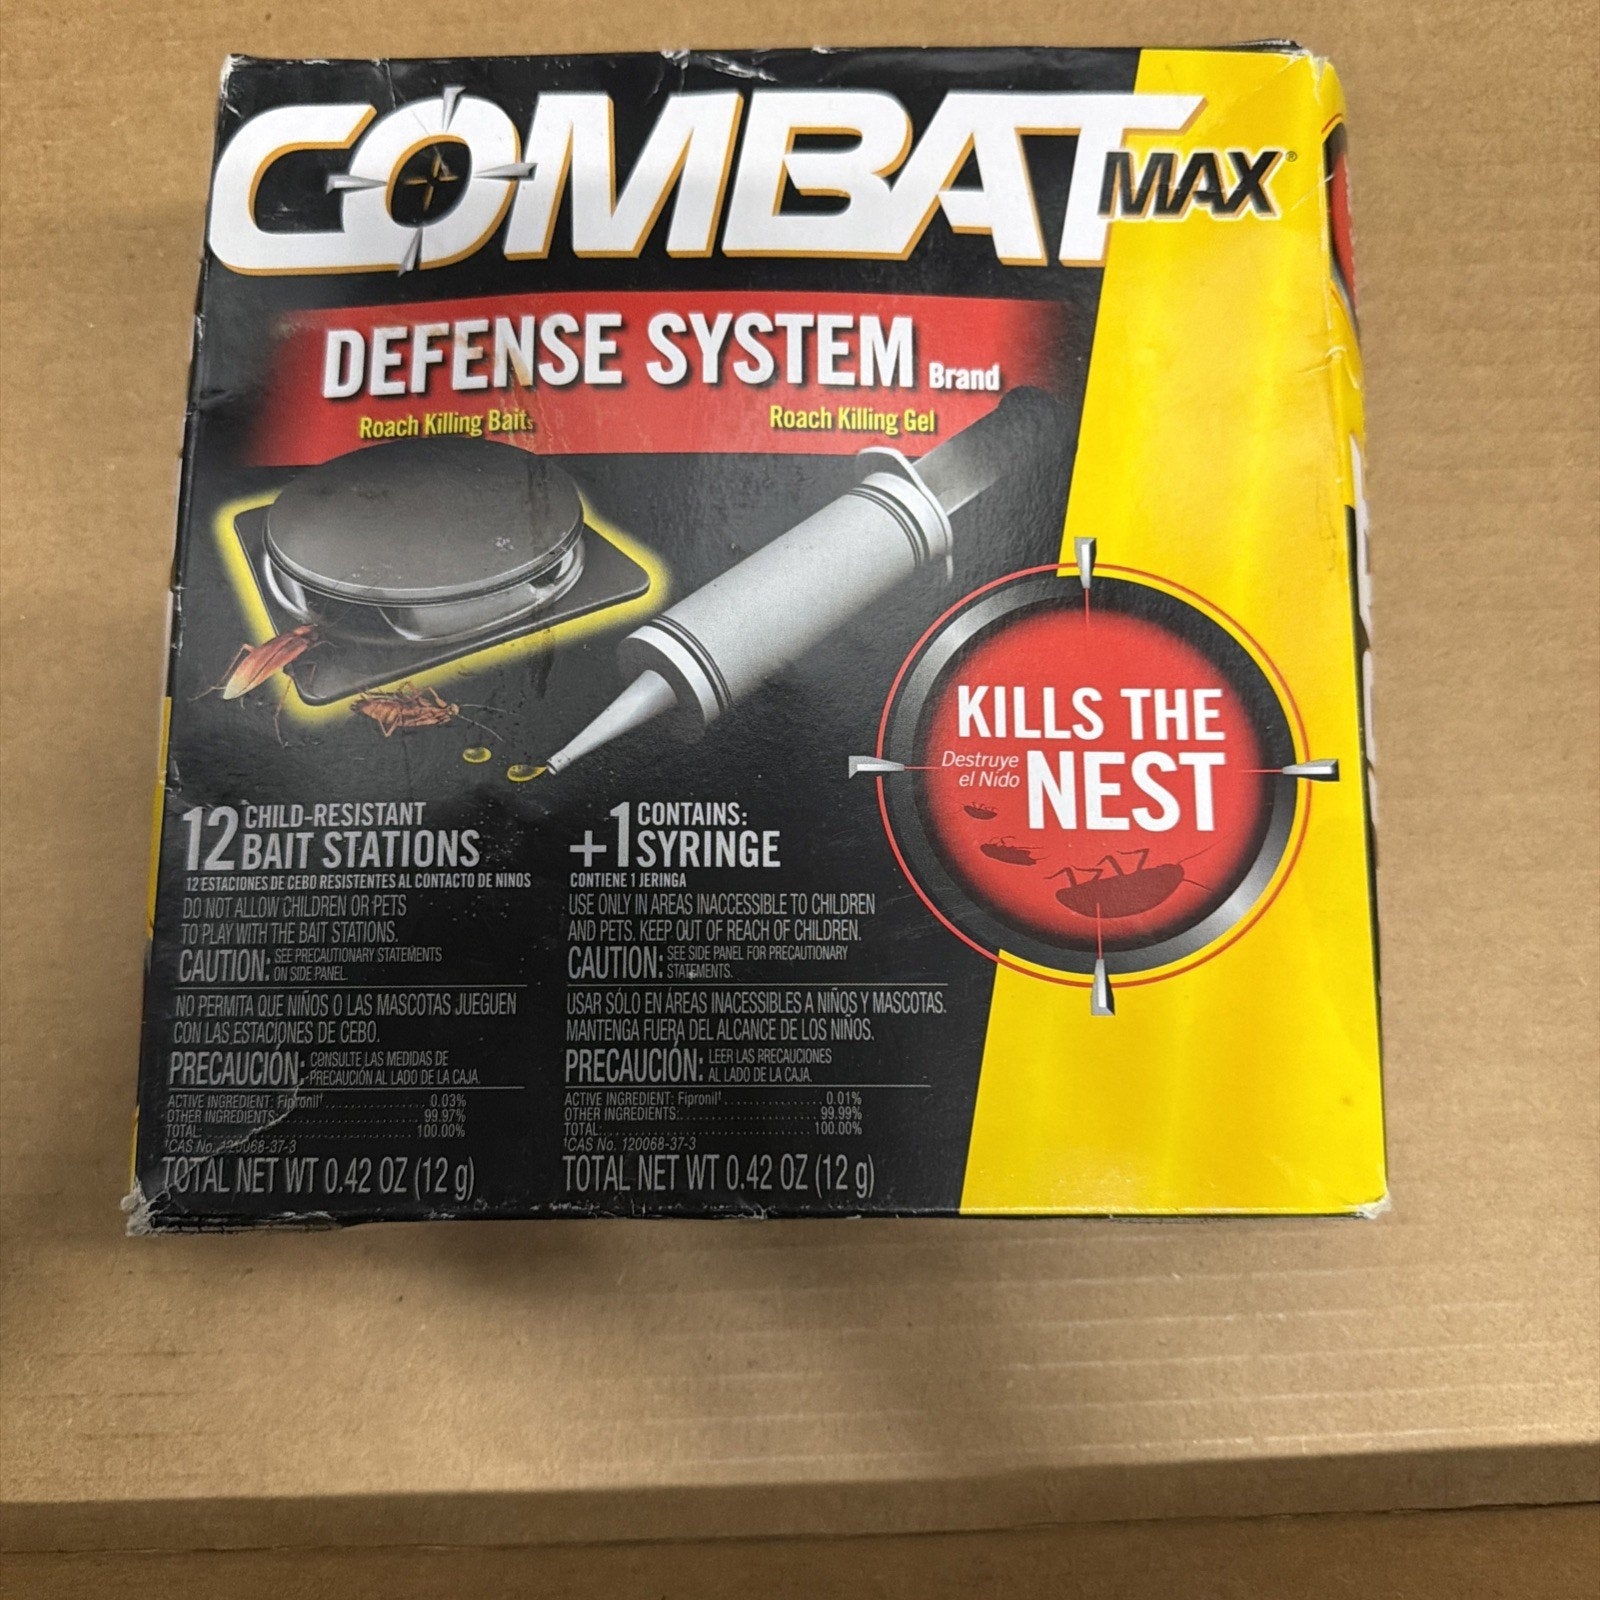 COMBAT MAX®
DEFENSE SYSTEM Brand
Roach Killing Baits
Roach Killing Gel
KILLS THE
Destruye
el Nido
NEST
12 CHILD-RESISTANT
BAIT STATIONS
12 ESTACIONES DE CEBO RESISTENTES AL CONTACTO DE NIÑOS
DO NOT ALLOW CHILDREN OR PETS
TO PLAY WITH THE BAIT STATIONS.
CAUTION: SEE PRECAUTIONARY STATEMENTS
ON SIDE PANEL.
NO PERMITA QUE NIÑOS O LAS MASCOTAS JUEGUEN
CON LAS ESTACIONES DE CEBO.
PRECAUCIÓN: CONSULTE LAS MEDIDAS DE
PRECAUCIÓN AL LADO DE LA CAJA.
ACTIVE INGREDIENT: Fipronil†.................0.03%
OTHER INGREDIENTS:.................99.97%
TOTAL:.................100.00%
†CAS No. 120068-37-3
TOTAL NET WT 0.42 OZ (12 g)
+1 CONTAINS:
SYRINGE
CONTIENE 1 JERINGA
USE ONLY IN AREAS INACCESSIBLE TO CHILDREN
AND PETS. KEEP OUT OF REACH OF CHILDREN.
CAUTION: SEE SIDE PANEL FOR PRECAUTIONARY
STATEMENTS.
USAR SÓLO EN ÁREAS INACESSIBLES A NIÑOS Y MASCOTAS.
MANTENGA FUERA DEL ALCANCE DE LOS NIÑOS.
PRECAUCIÓN: LEER LAS PRECAUCIONES
AL LADO DE LA CAJA.
ACTIVE INGREDIENT: Fipronil†.................0.01%
OTHER INGREDIENTS:.................99.99%
TOTAL:.................100.00%
†CAS No. 120068-37-3
TOTAL NET WT 0.42 OZ (12 g)